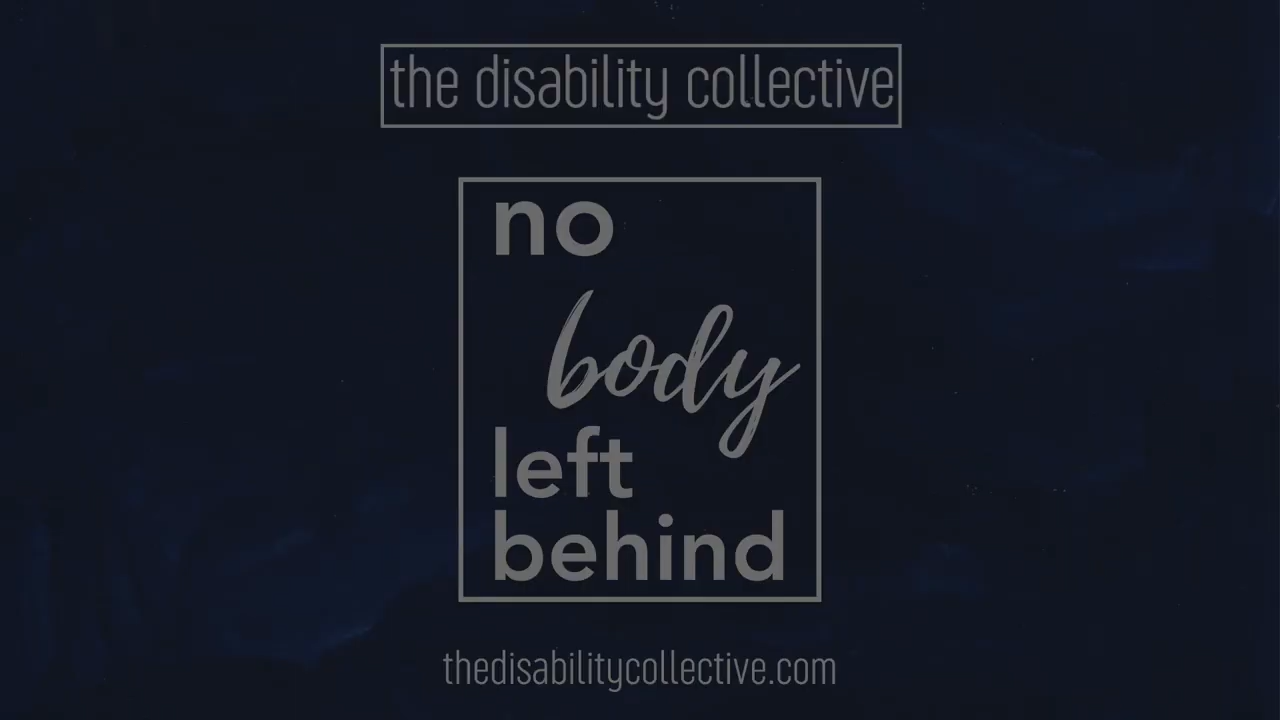 the disability collective
no
body
left
behind
thedisabilitycollective.com